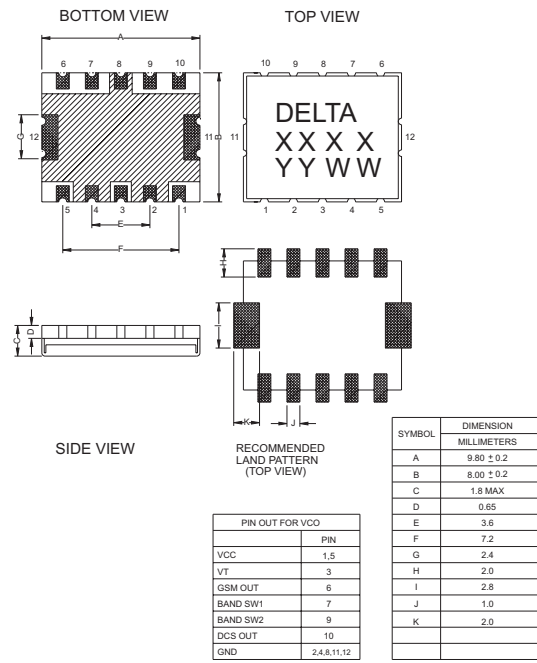 BOTTOM VIEW
TOP VIEW
A
6 7 8 9 10
G
12
11
B
5 4 3 2 1
E
F
10 9 8 7 6
DELTA
X X X X
Y Y W W
11
12
1 2 3 4 5
C
D
SIDE VIEW
H
I
K
J
RECOMMENDED
LAND PATTERN
(TOP VIEW)
PIN OUT FOR VCO
PIN
VCC 1,5
VT 3
GSM OUT 6
BAND SW1 7
BAND SW2 9
DCS OUT 10
GND 2,4,8,11,12
SYMBOL DIMENSION
MILLIMETERS
A 9.80 ± 0.2
B 8.00 ± 0.2
C 1.8 MAX
D 0.65
E 3.6
F 7.2
G 2.4
H 2.0
I 2.8
J 1.0
K 2.0